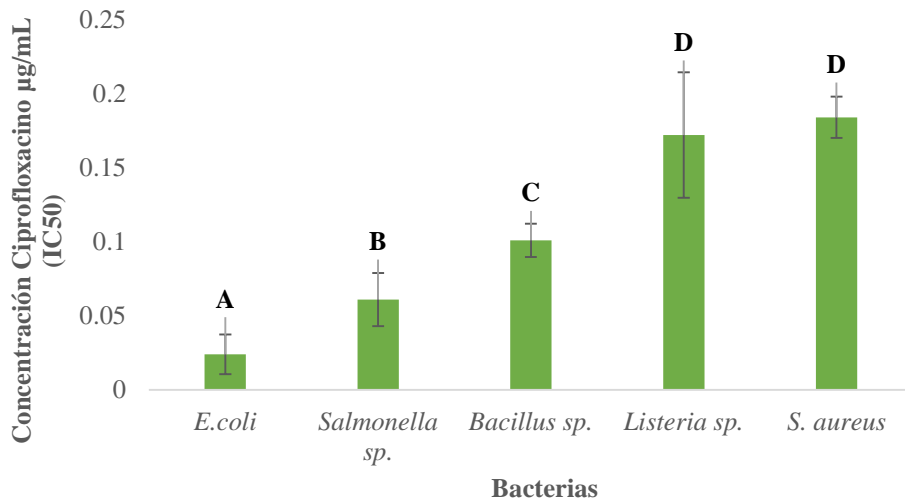 Concentración Ciprofloxacino µg/mL
(IC50)
0.25
0.2
0.15
0.1
0.05
0
A
B
C
D
D
E.coli
Salmonella
sp.
Bacillus sp.
Listeria sp.
S. aureus
Bacterias